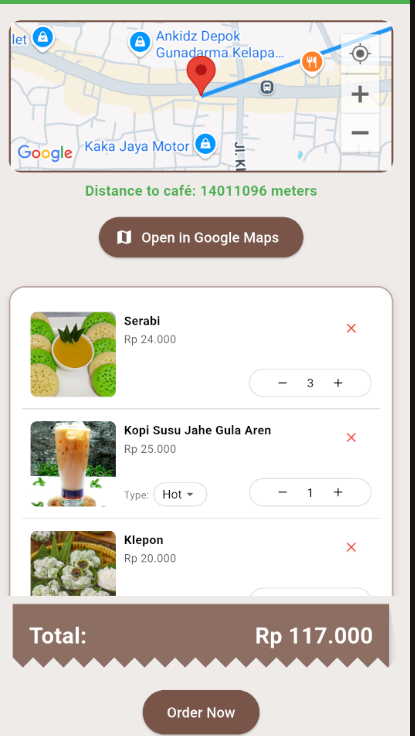 let
Ankidz Depok
Gunadarma Kelapa...
Kaka Jaya Motor
Google
Distance to café: 14011096 meters
Open in Google Maps
Serabi
Rp 24.000
3
Kopi Susu Jahe Gula Aren
Rp 25.000
Type: Hot
1
Klepon
Rp 20.000
Total: Rp 117.000
Order Now